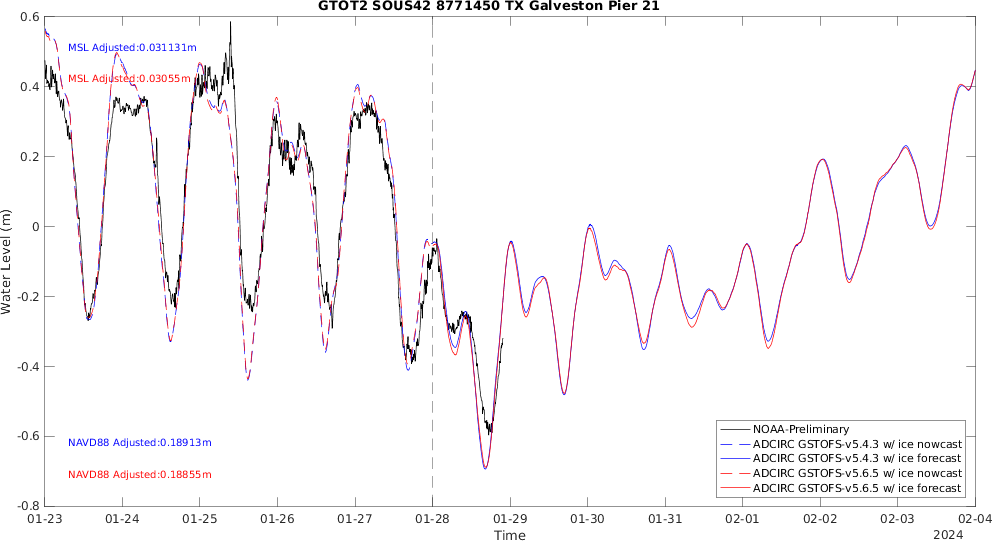 GTOT2 SOUS42 8771450 TX Galveston Pier 21
0.6
0.4
0.2
0
-0.2
-0.4
-0.6
-0.8
Water Level (m)
MSL Adjusted:0.031131m
MSL Adjusted:0.03055m
NAVD88 Adjusted:0.18913m
NAVD88 Adjusted:0.18855m
NOAA-Preliminary
ADCIRC GSTOFS-v5.4.3 w/ ice nowcast
ADCIRC GSTOFS-v5.4.3 w/ ice forecast
ADCIRC GSTOFS-v5.6.5 w/ ice nowcast
ADCIRC GSTOFS-v5.6.5 w/ ice forecast
01-23 01-24 01-25 01-26 01-27 01-28 01-29 01-30 01-31 02-01 02-02 02-03 02-04
Time
2024